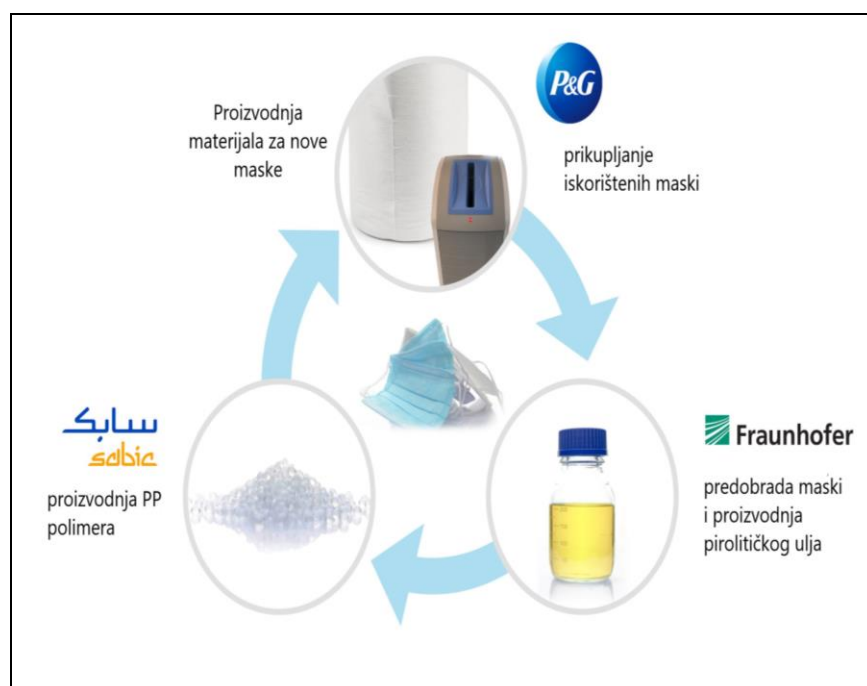 P&G
Proizvodnja
materijala za nove
maske
prikupljanje
iskorištenih maski
سابك
sabic
proizvodnja PP
polimera
Fraunhofer
predobrada maski
i proizvodnja
pirolitičkog ulja